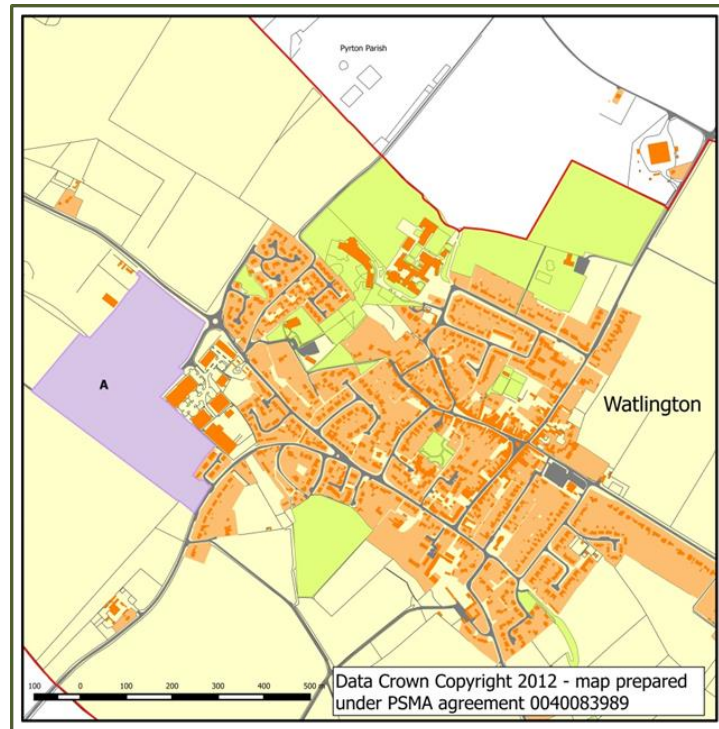 Pyrton Parish
A
Watlington
100 0 100 200 300 400 500 m
Data Crown Copyright 2012 - map prepared
under PSMA agreement 0040083989